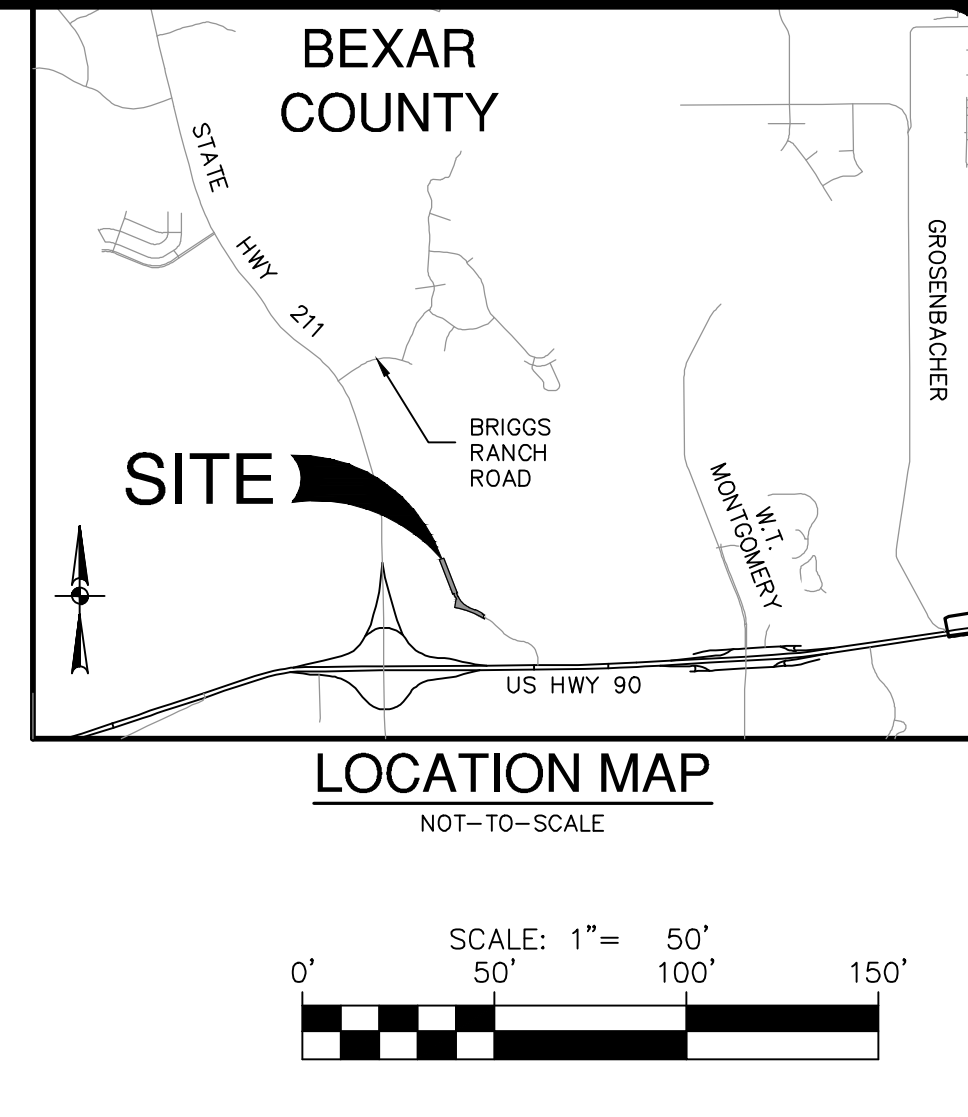 BEXAR
COUNTY
STATE
HWY
211
GROSENBACHER
BRIGGS
RANCH
ROAD
SITE
W.T.
MONTGOMERY
US HWY 90
LOCATION MAP
NOT-TO-SCALE
SCALE: 1"= 50'
0' 50' 100' 150'